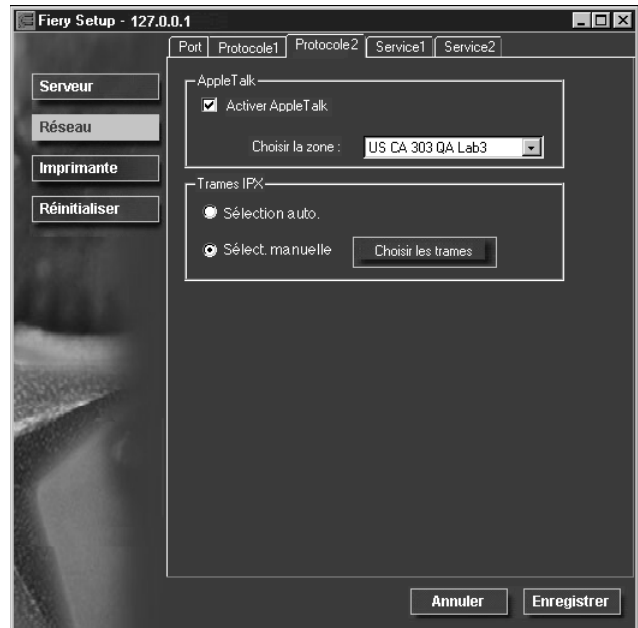 Fiery Setup - 127.0.0.1
Port Protocole1 Protocole2 Service1 Service2
Serveur
Réseau
Imprimante
Réinitialiser
AppleTalk
Activer AppleTalk
Choisir la zone : US CA 303 QA Lab3
Trames IPX
Sélection auto.
Sélect. manuelle Choisir les trames
Annuler Enregistrer